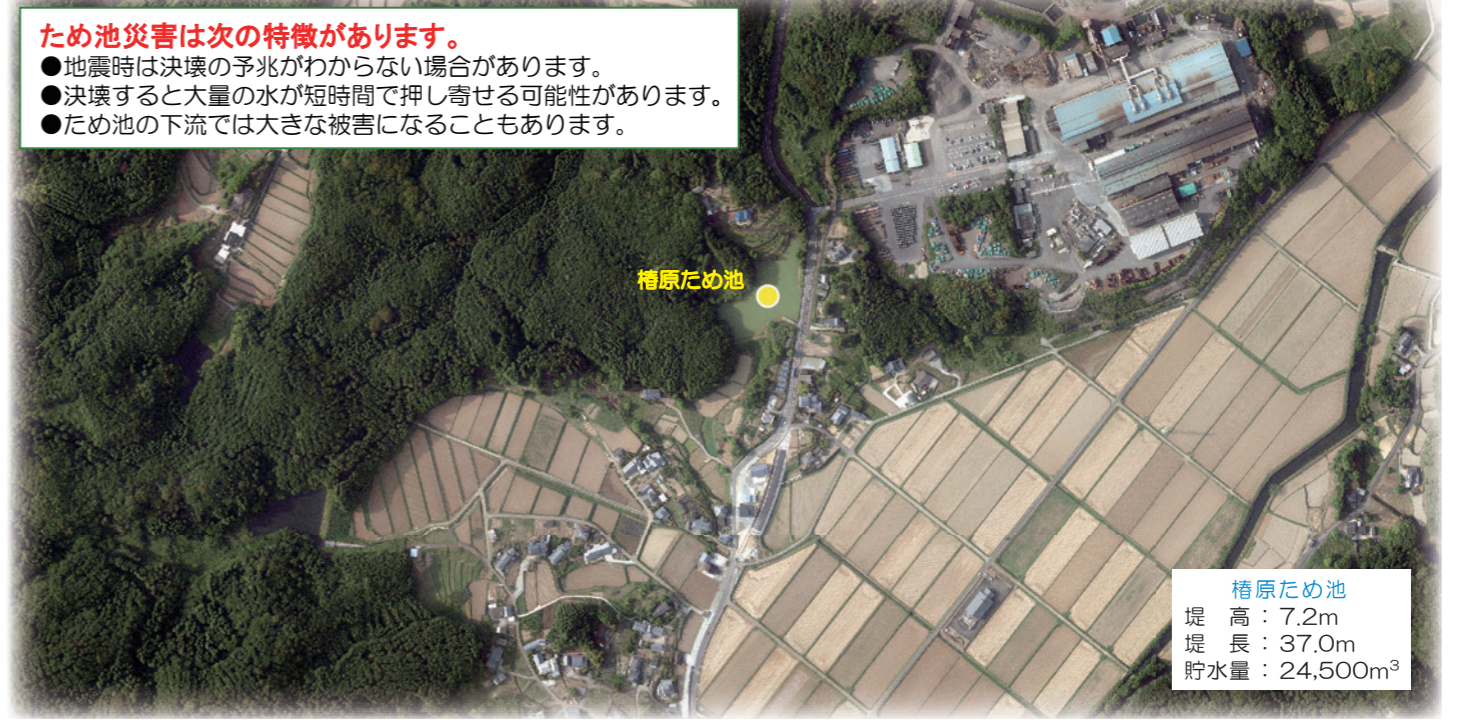 ため池災害は次の特徴があります。
●地震時は決壊の予兆がわからない場合があります。
●決壊すると大量の水が短時間で押し寄せる可能性があります。
●ため池の下流では大きな被害になることもあります。
椿原ため池
椿原ため池
堤　高：7.2m
堤　長：37.0m
貯水量：24,500m³